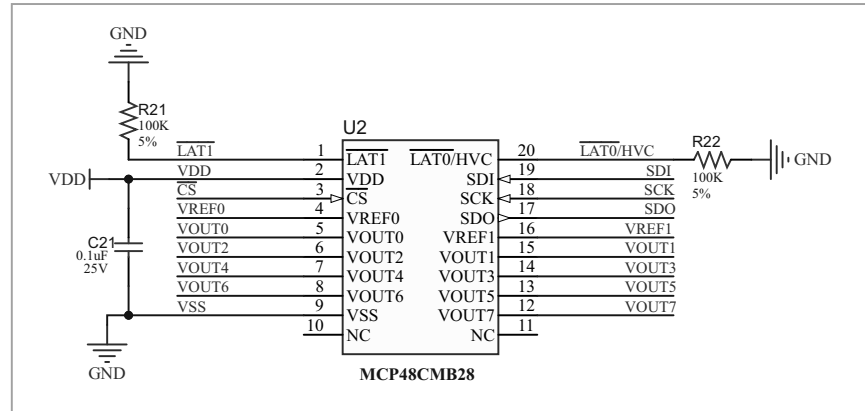 GND
R21
100K
5%
U2
LAT1 1 LAT1 LAT0/HVC 20 LAT0/HVC R22 GND
100K
5%
VDD VDD 2 VDD SDI 19 SDI
CS 3 CS SCK 18 SCK
VREF0 4 VREF0 SDO 17 SDO
VOUT0 5 VOUT0 VREF1 16 VREF1
C21
0.1uF
25V
VOUT2 6 VOUT2 VOUT1 15 VOUT1
VOUT4 7 VOUT4 VOUT3 14 VOUT3
VOUT6 8 VOUT6 VOUT5 13 VOUT5
VSS 9 VSS VOUT7 12 VOUT7
10 NC NC 11
GND
MCP48CMB28